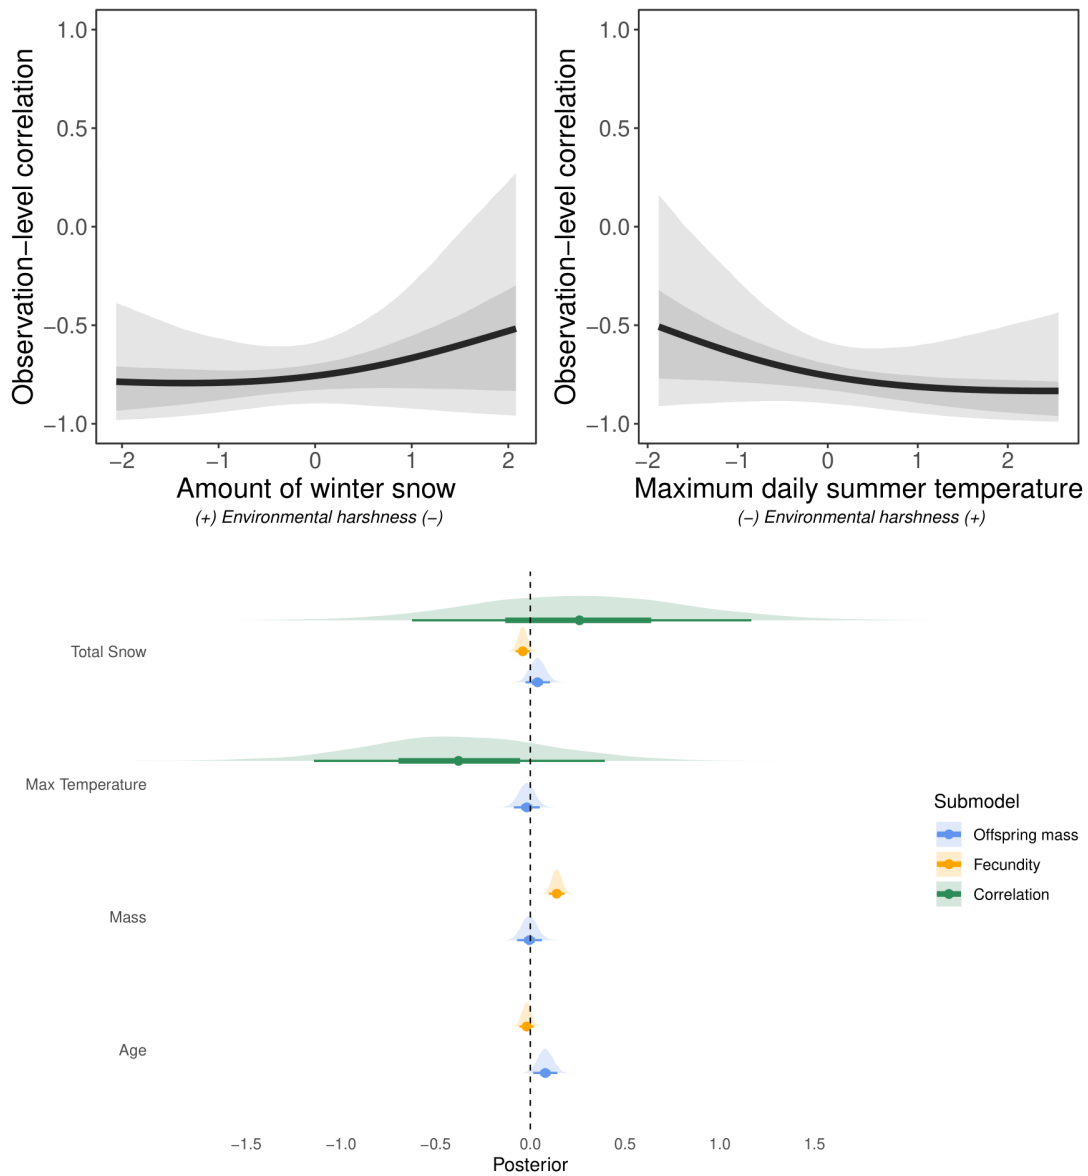 Observation−level correlation
1.0
0.5
0.0
−0.5
−1.0
−2
−1
0
1
2
Amount of winter snow
(+) Environmental harshness (−)
Observation−level correlation
1.0
0.5
0.0
−0.5
−1.0
−2
−1
0
1
2
Maximum daily summer temperature
(−) Environmental harshness (+)
Total Snow
Max Temperature
Mass
Age
−1.5
−1.0
−0.5
0.0
0.5
1.0
1.5
Posterior
Submodel
Offspring mass
Fecundity
Correlation